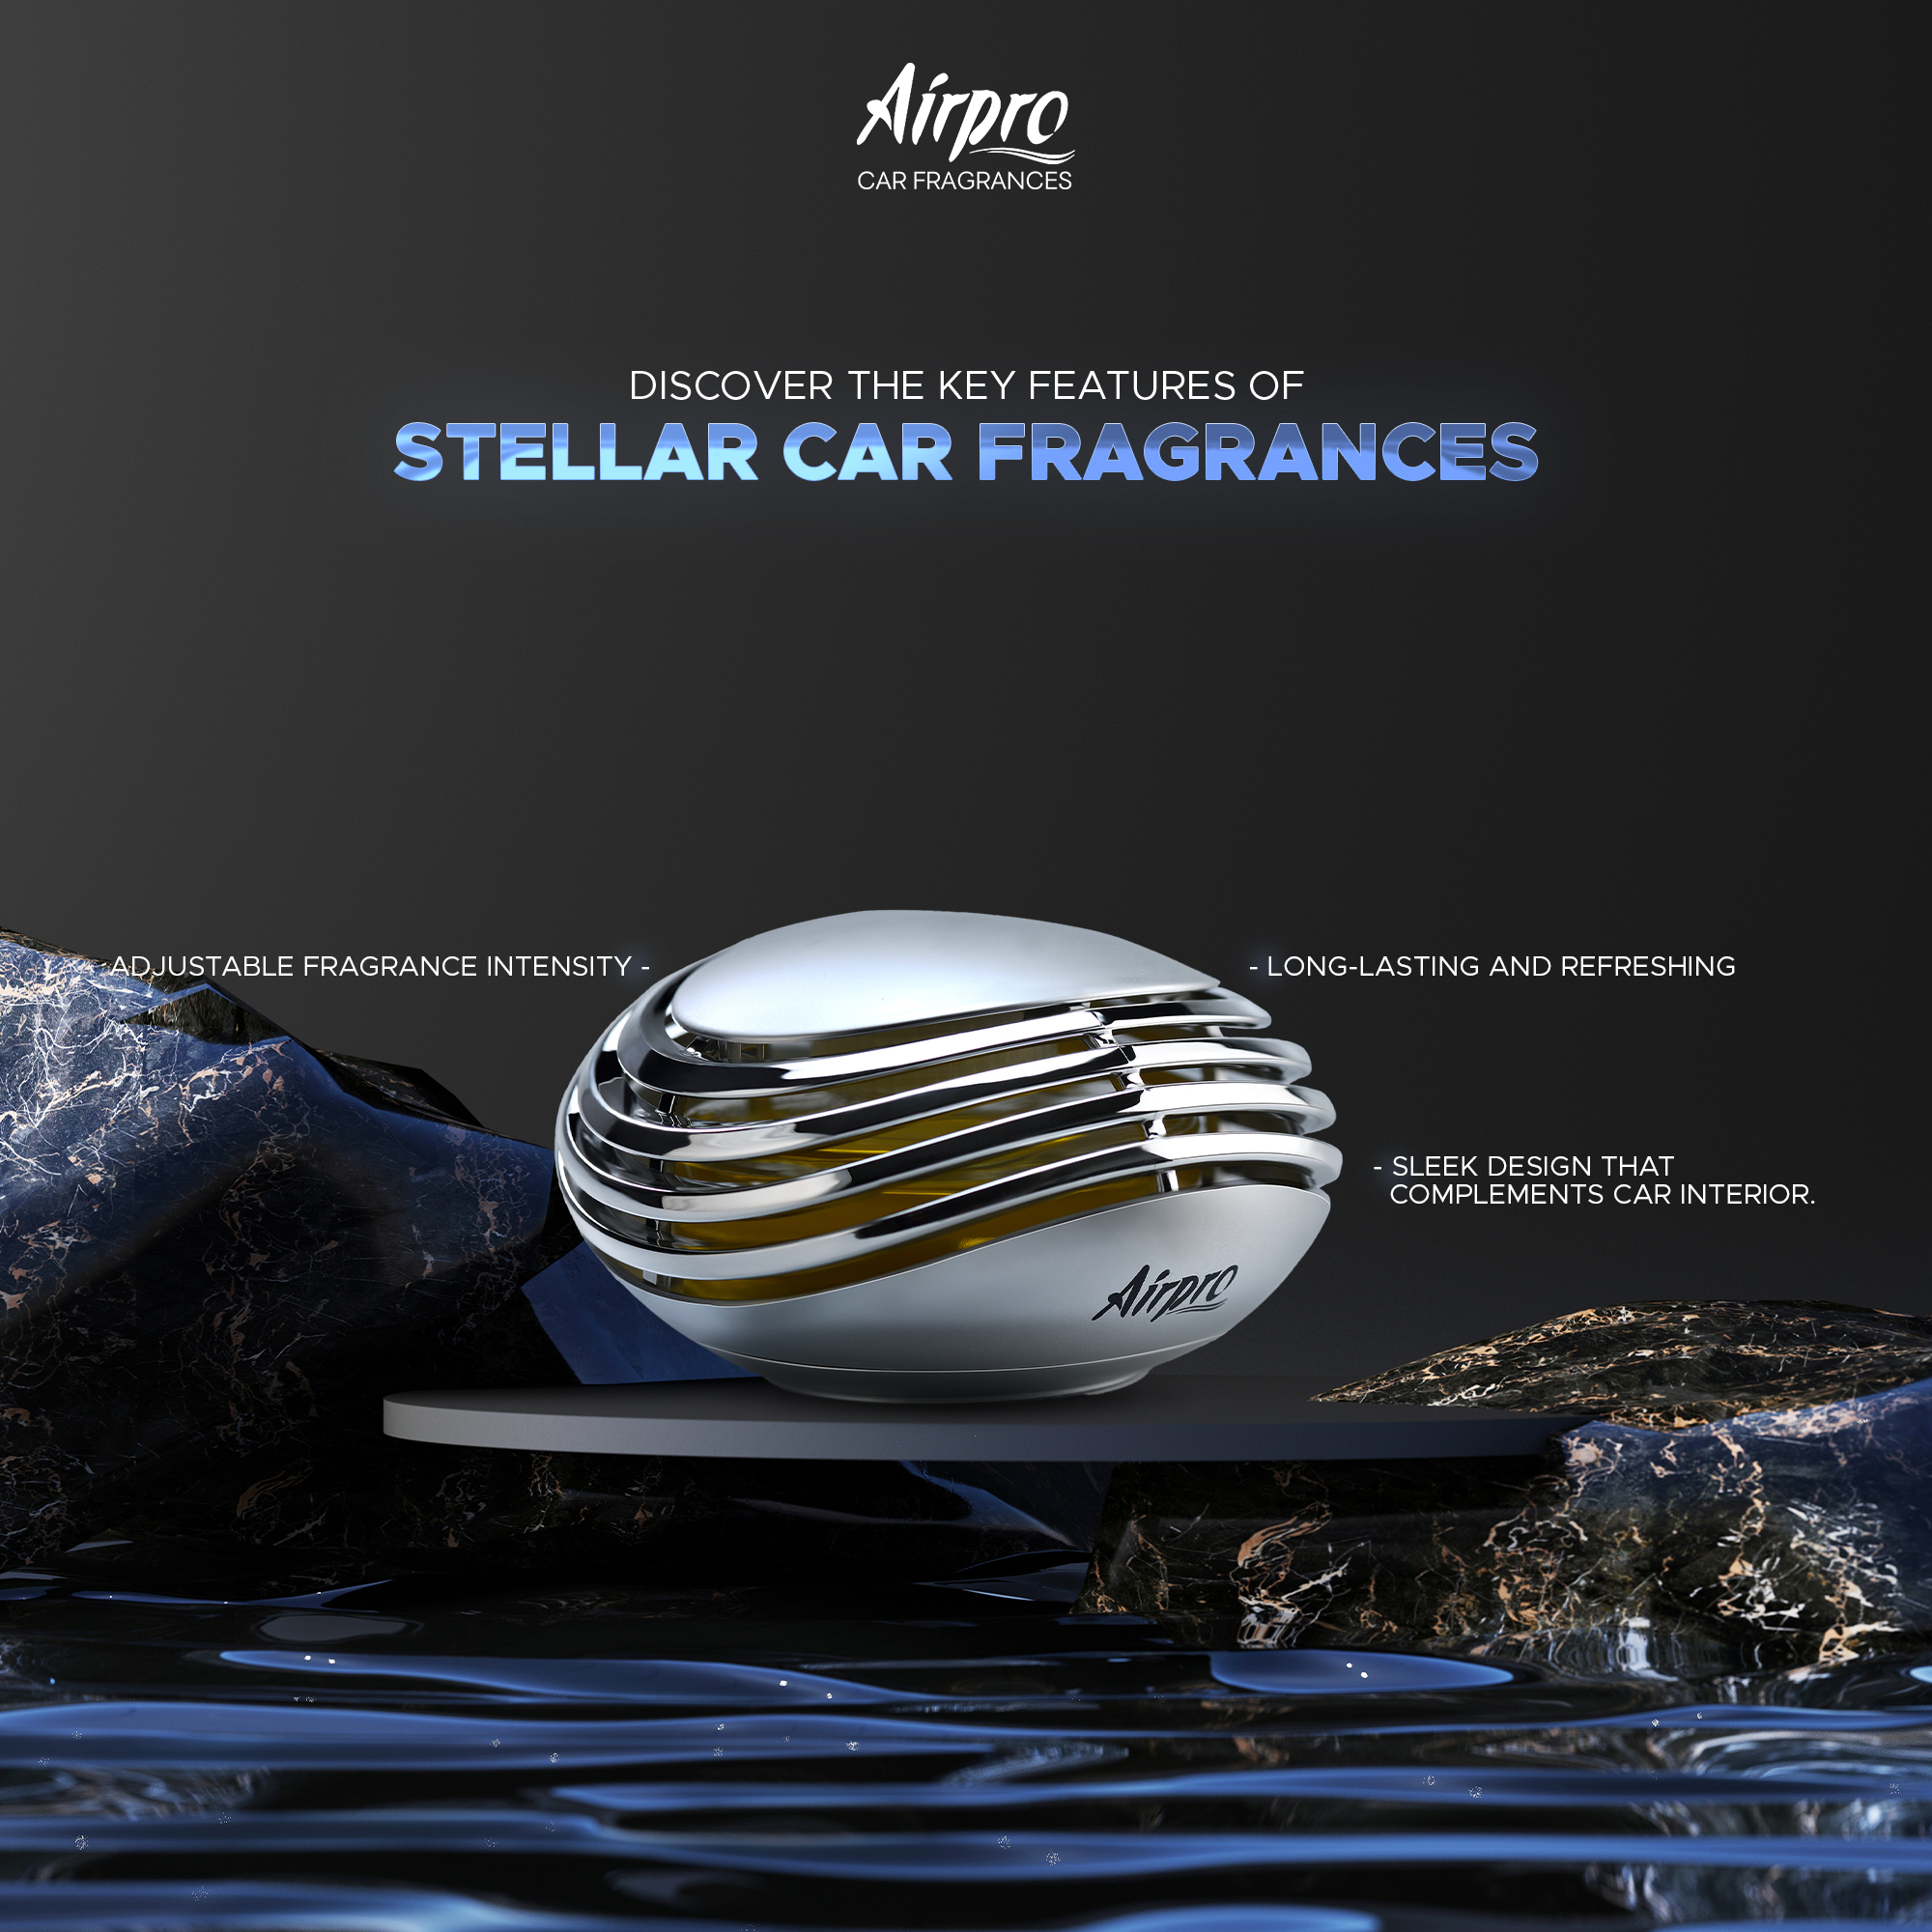 Airpro
CAR FRAGRANCES
DISCOVER THE KEY FEATURES OF
STELLAR CAR FRAGRANCES
ADJUSTABLE FRAGRANCE INTENSITY -
- LONG-LASTING AND REFRESHING
- SLEEK DESIGN THAT
COMPLEMENTS CAR INTERIOR.
Airpro